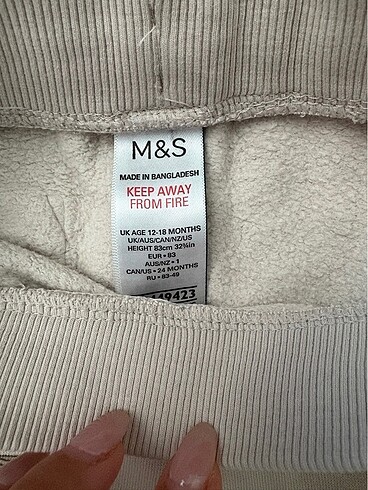 M&S
MADE IN BANGLADESH
KEEP AWAY
FROM FIRE
UK AGE 12-18 MONTHS
UK/AUS/CAN/NZ/US
HEIGHT 83cm 32¾in
EUR • 83
AUS/NZ • 1
CAN/US • 24 MONTHS
RU • 83-49